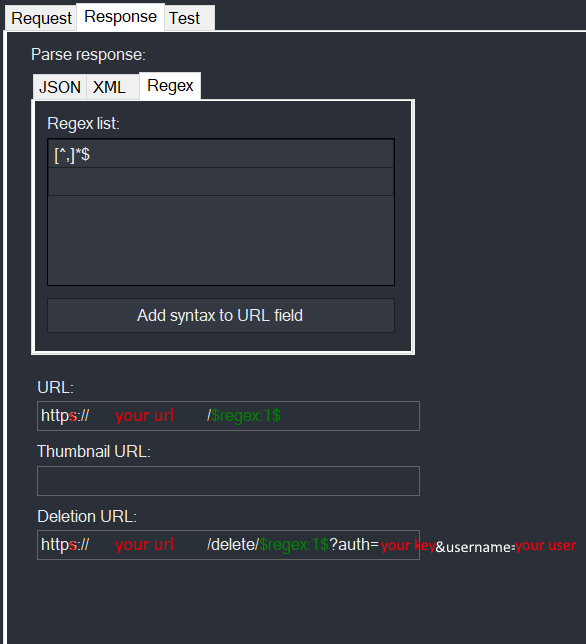 Request Response Test
Parse response:
JSON XML Regex
Regex list:
[^,]*$
Add syntax to URL field
URL:
https:// your url /$regex:1$
Thumbnail URL:
Deletion URL:
https:// your url /delete/$regex:1$?auth=your key&username=your user